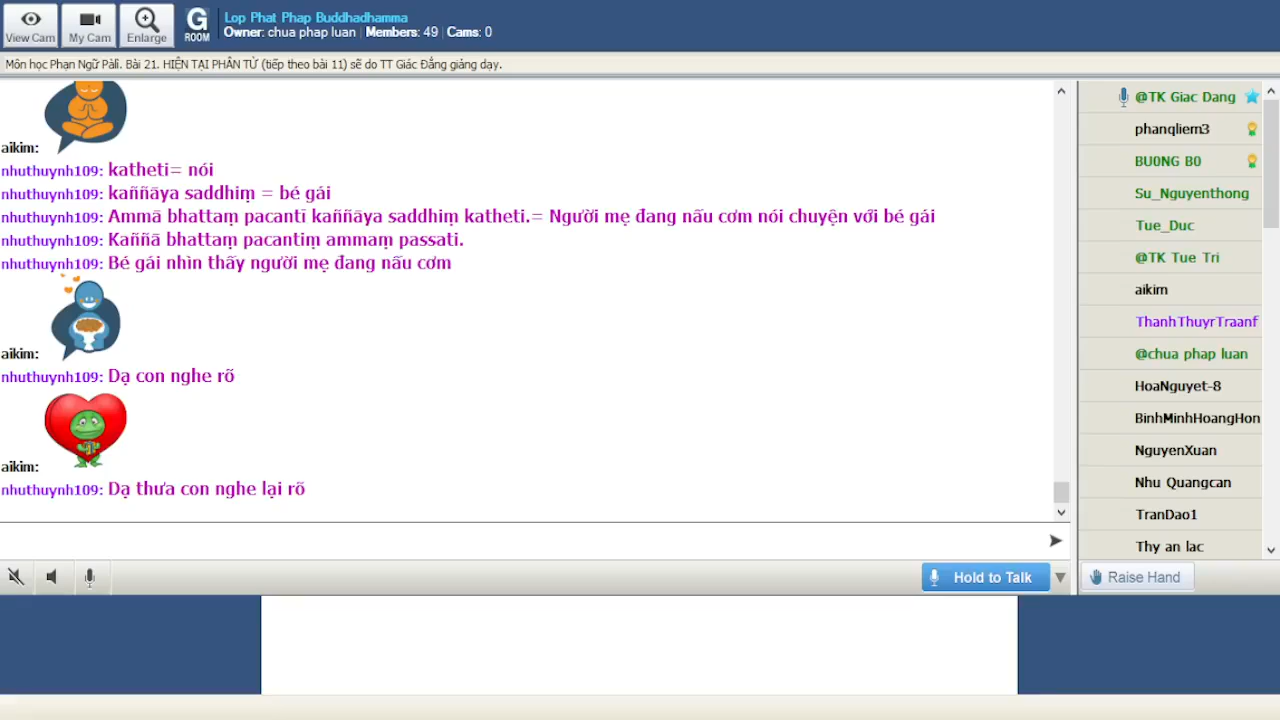 View Cam
My Cam
Enlarge
G
ROOM
Lop Phat Phap Buddhadhamma
Owner: chua phap luan | Members: 49 | Cams: 0
Môn học Phạn Ngữ Pāli. Bài 21. HIỆN TẠI PHÂN TỪ (tiếp theo bài 11) sẽ do TT Giác Đẳng giảng dạy.
aikim:
nhuthuynh109: katheti= nói
nhuthuynh109: kaññāya saddhiṃ = bé gái
nhuthuynh109: Ammā bhattaṃ pacantī kaññāya saddhiṃ katheti.= Người mẹ đang nấu cơm nói chuyện với bé gái
nhuthuynh109: Kaññā bhattaṃ pacantiṃ ammaṃ passati.
nhuthuynh109: Bé gái nhìn thấy người mẹ đang nấu cơm
aikim:
nhuthuynh109: Dạ con nghe rõ
aikim:
nhuthuynh109: Dạ thưa con nghe lại rõ
@TK Giac Dang
phanqliem3
BU0NG B0
Su_Nguyenthong
Tue_Duc
@TK Tue Tri
aikim
ThanhThuyrTraanf
@chua phap luan
HoaNguyet-8
BinhMinhHoangHon
NguyenXuan
Nhu Quangcan
TranDao1
Thy an lac
Hold to Talk
Raise Hand